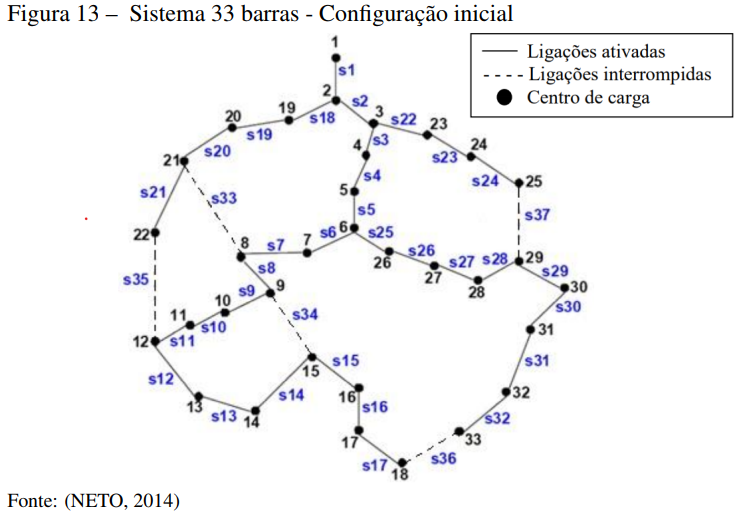 Figura 13 – Sistema 33 barras - Configuração inicial
Ligações ativadas
Ligações interrompidas
Centro de carga
1
s1
2
s2
3
s22
23
20
19
s18
s19
s3
4
s23
24
21
s20
s4
s24
25
s21
s33
5
s5
s37
22
8
s7
7
s6
6
s25
26
s26
27
s27
28
s28
29
s29
s8
s35
s9
9
30
s30
10
11
s10
s34
31
12
s11
s12
15
s15
s31
13
s13
14
s14
16
s16
32
s32
17
33
s17
18
s36
Fonte: (NETO, 2014)